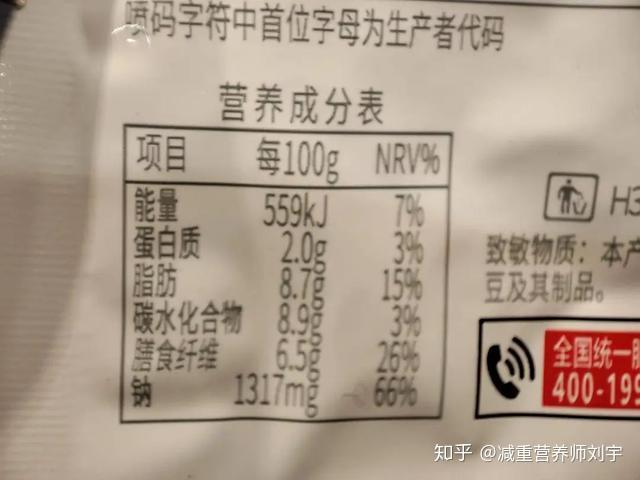 喷码字符中首位字母为生产者代码
营养成分表
项目 每100g NRV%
能量 559kJ 7%
蛋白质 2.0g 3%
脂肪 8.7g 15%
碳水化合物 8.9g 3%
膳食纤维 6.5g 26%
钠 1317mg 66%
H3
致敏物质：本产
豆及其制品。
全国统一服
400-199
知乎 @减重营养师刘宇